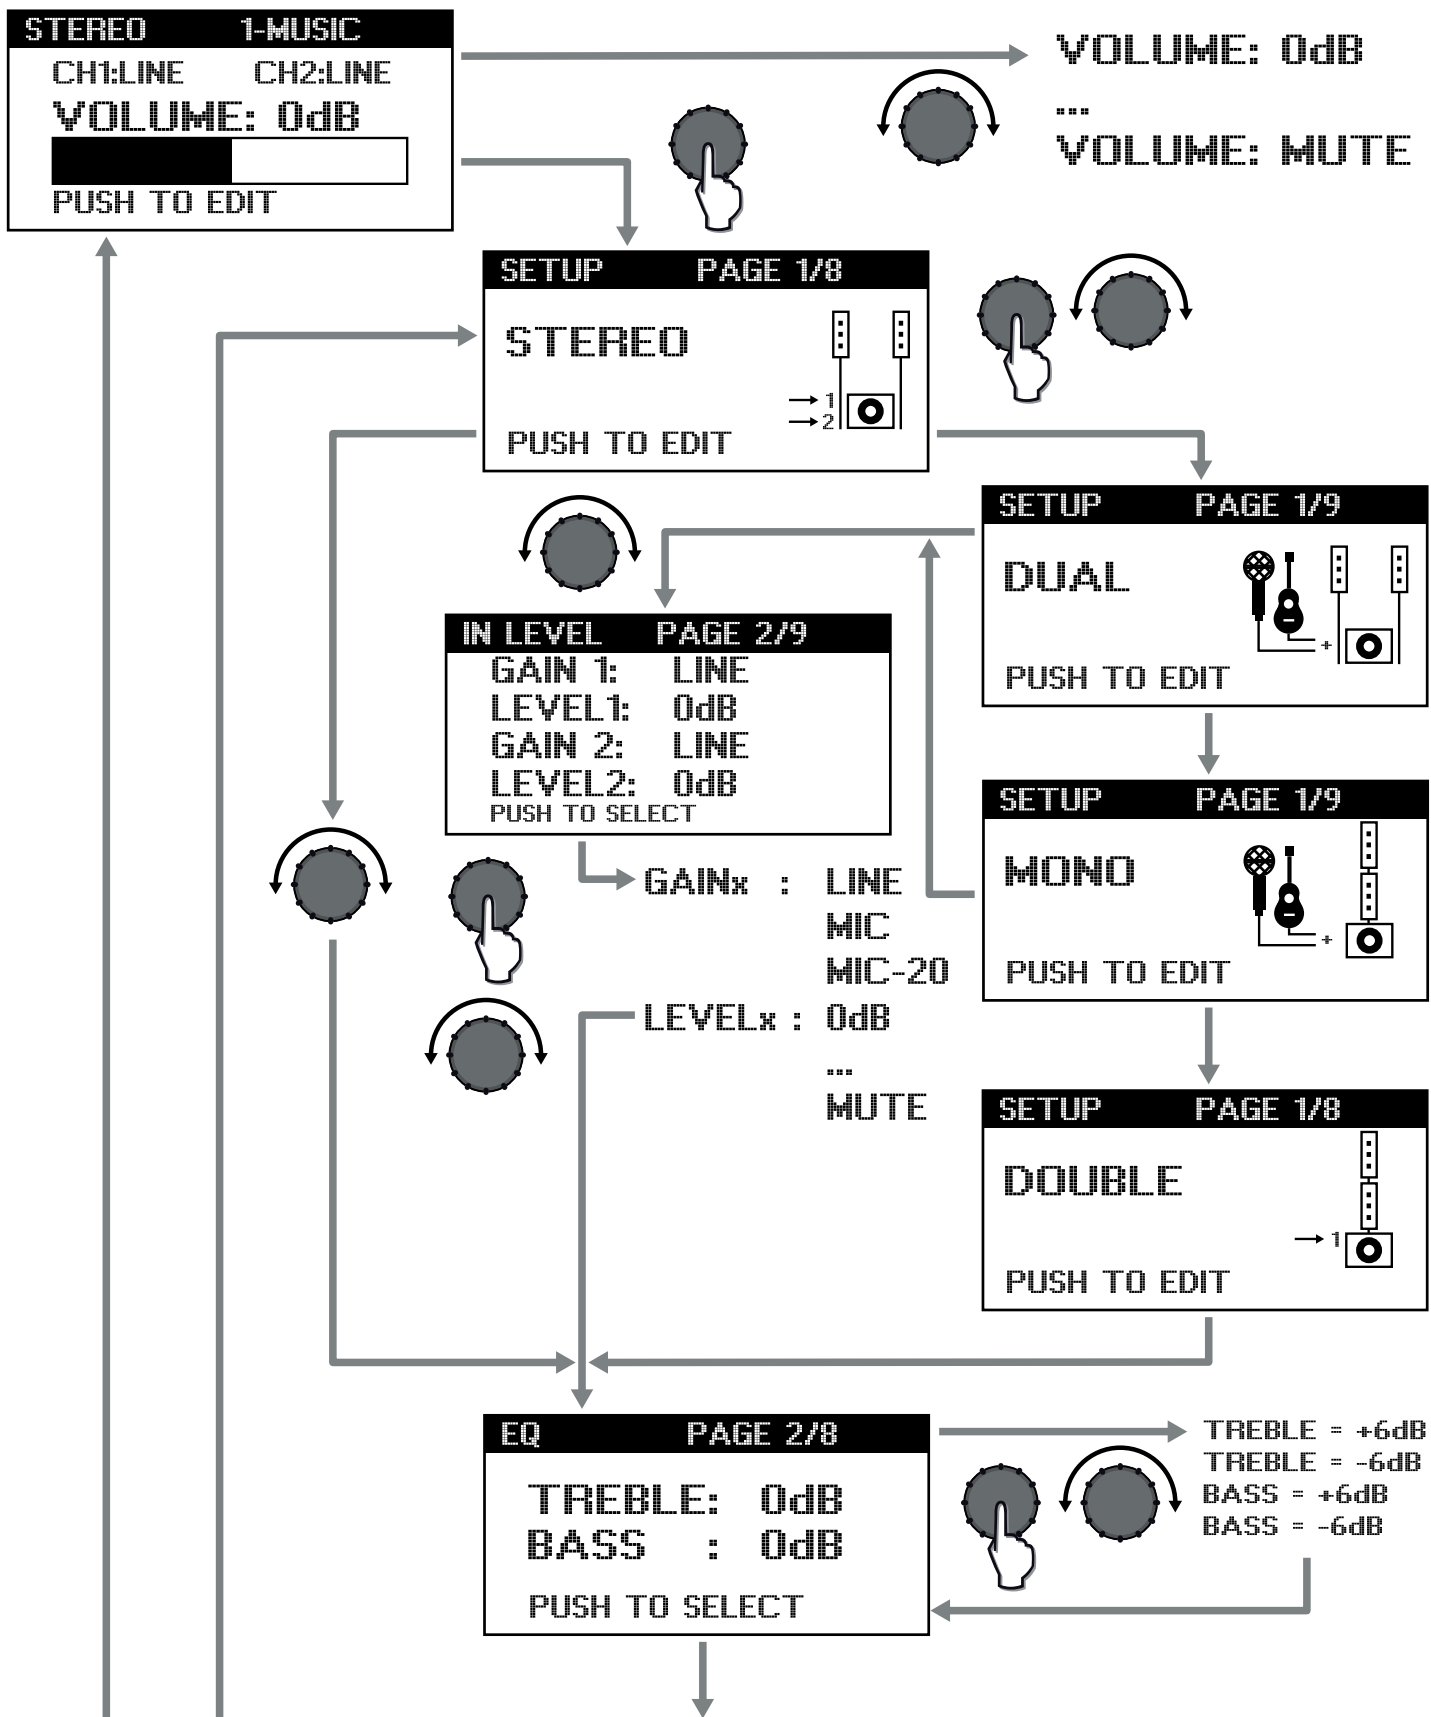 STEREO 1-MUSIC
CH1:LINE CH2:LINE
VOLUME: 0dB
PUSH TO EDIT
VOLUME: 0dB
...
VOLUME: MUTE
SETUP PAGE 1/8
STEREO
1
2
PUSH TO EDIT
SETUP PAGE 1/9
DUAL
+
PUSH TO EDIT
IN LEVEL PAGE 2/9
GAIN 1: LINE
LEVEL1: 0dB
GAIN 2: LINE
LEVEL2: 0dB
PUSH TO SELECT
SETUP PAGE 1/9
MONO
+
PUSH TO EDIT
GAINx : LINE
MIC
MIC-20
LEVELx : 0dB
...
MUTE
SETUP PAGE 1/8
DOUBLE
1
PUSH TO EDIT
EQ PAGE 2/8
TREBLE: 0dB
BASS : 0dB
PUSH TO SELECT
TREBLE = +6dB
TREBLE = -6dB
BASS = +6dB
BASS = -6dB